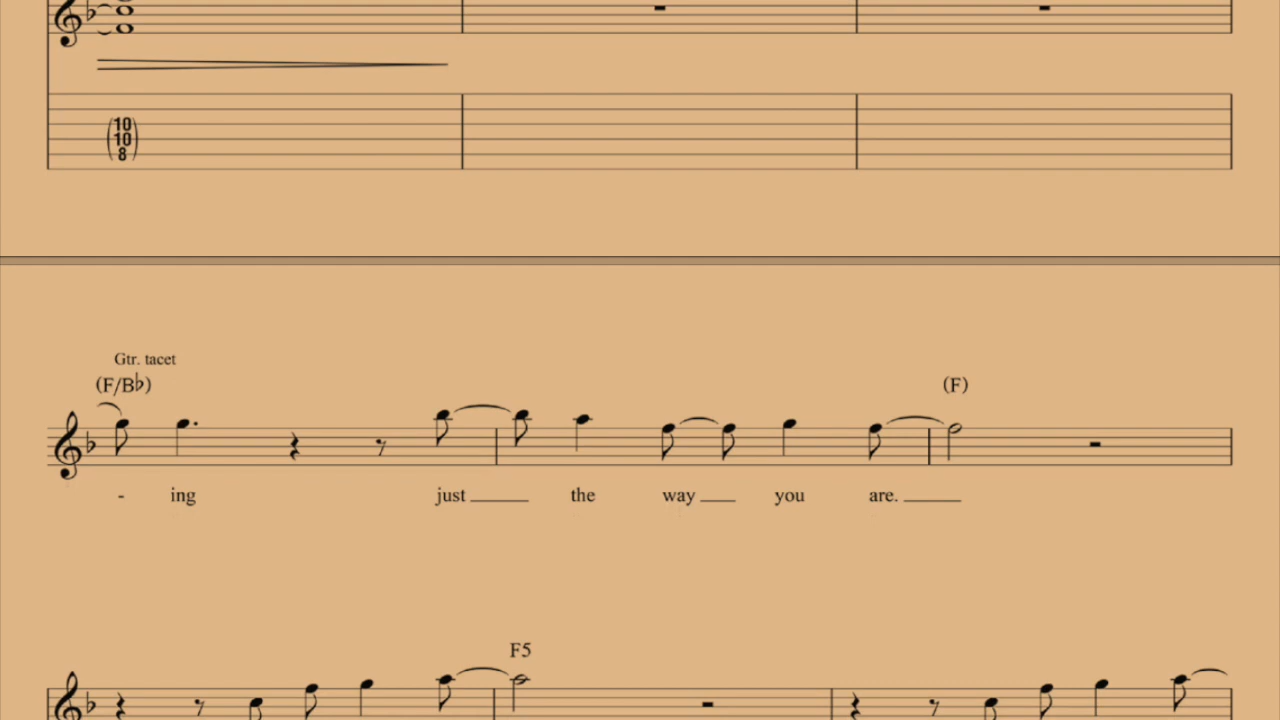 10
10
8
Gtr. tacet
(F/B♭)
(F)
- ing just the way you are.
F5